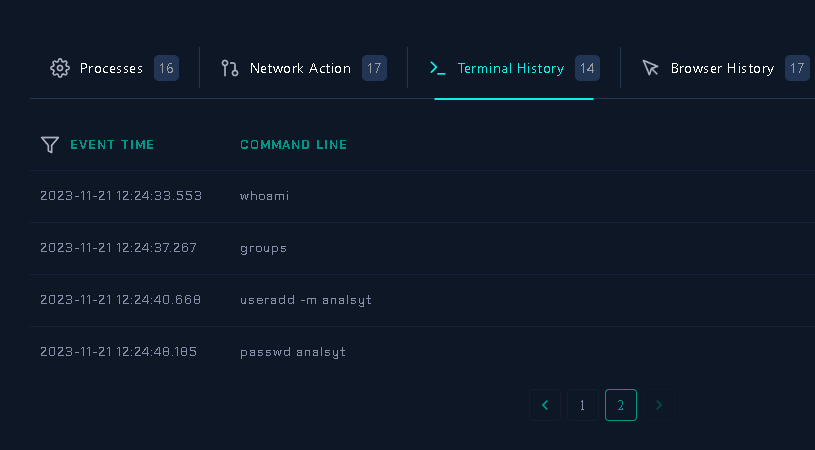 Processes 16 Network Action 17 Terminal History 14 Browser History 17
EVENT TIME COMMAND LINE
2023-11-21 12:24:33.553 whoami
2023-11-21 12:24:37.267 groups
2023-11-21 12:24:40.668 useradd -m analsyt
2023-11-21 12:24:48.185 passwd analsyt
1 2